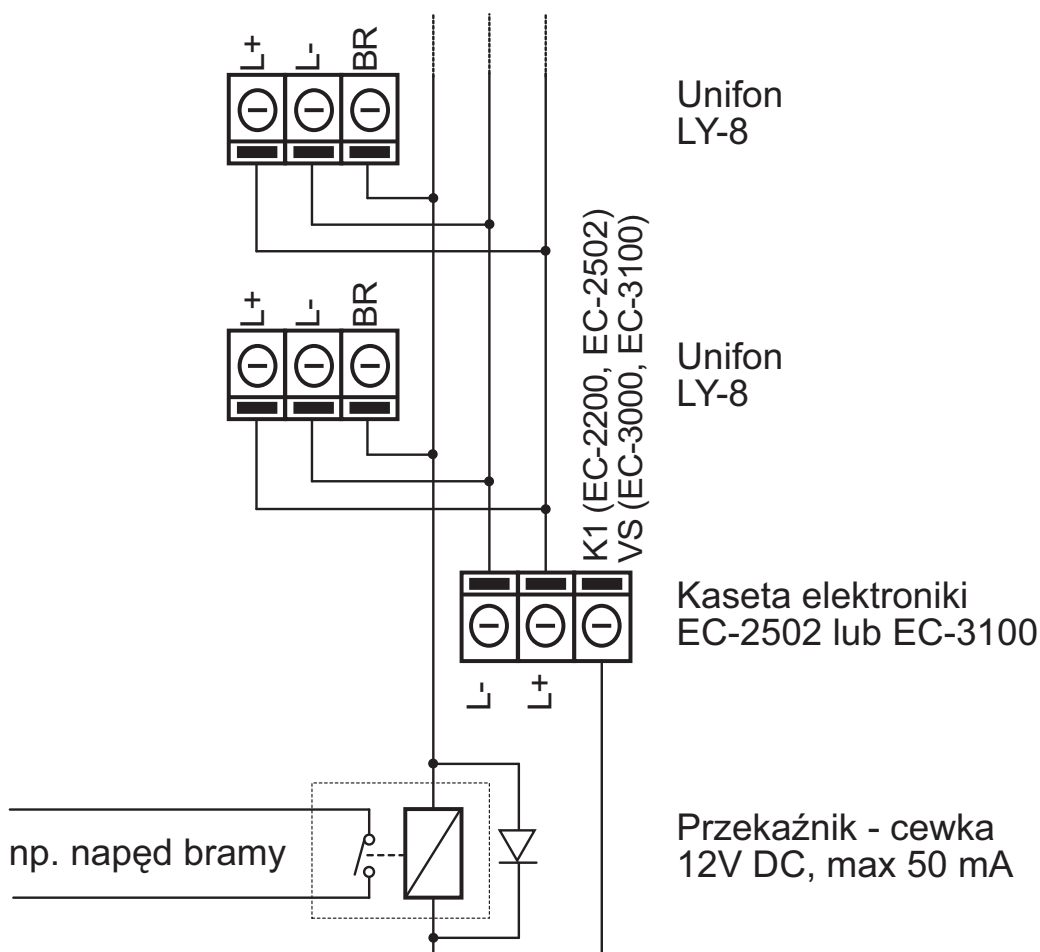 L+ L- BR
Unifon
LY-8
L+ L- BR
Unifon
LY-8
K1 (EC-2200, EC-2502)
VS (EC-3000, EC-3100)
Kaseta elektroniki
EC-2502 lub EC-3100
L- L+
np. napęd bramy
Przekaźnik - cewka
12V DC, max 50 mA